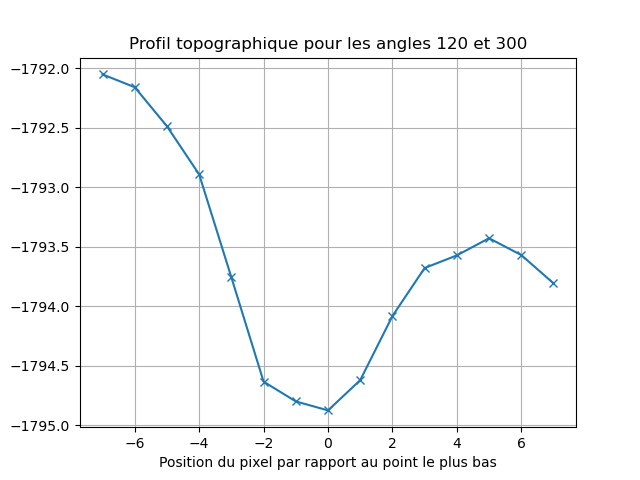 Profil topographique pour les angles 120 et 300
−1792.0
−1792.5
−1793.0
−1793.5
−1794.0
−1794.5
−1795.0
−6 −4 −2 0 2 4 6
Position du pixel par rapport au point le plus bas